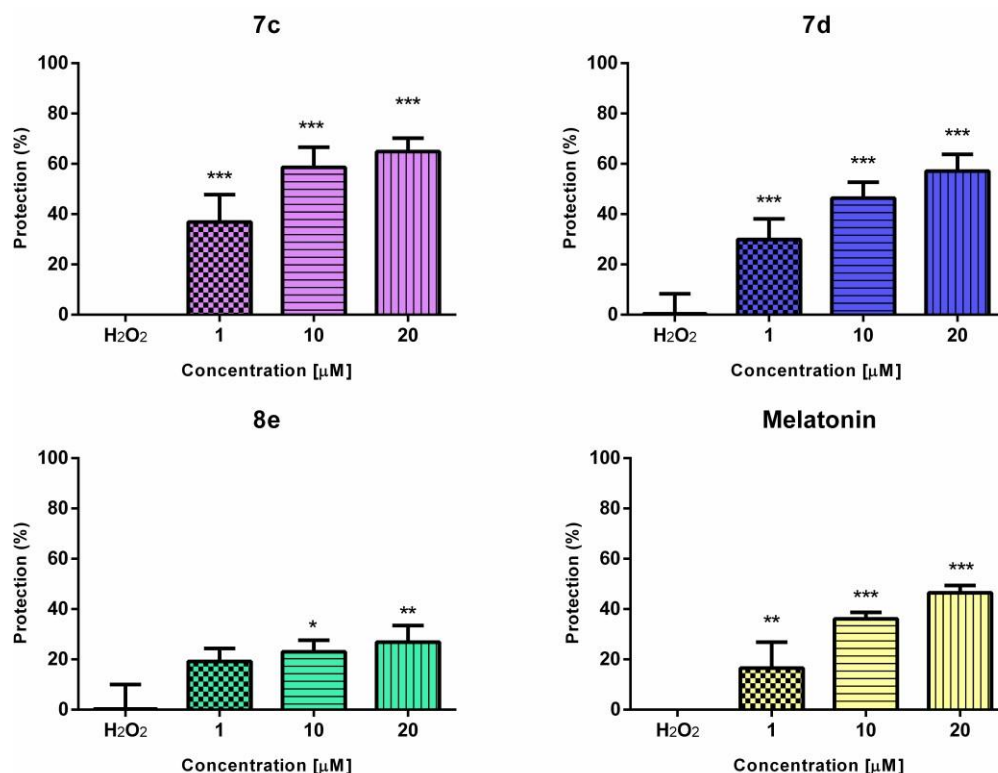 7c
100
80
60
40
20
0
Protection (%)
***
***
***
H₂O₂ 1 10 20
Concentration [μM]
7d
100
80
60
40
20
0
Protection (%)
***
***
***
H₂O₂ 1 10 20
Concentration [μM]
8e
100
80
60
40
20
0
Protection (%)
*
**
H₂O₂ 1 10 20
Concentration [μM]
Melatonin
100
80
60
40
20
0
Protection (%)
**
***
***
H₂O₂ 1 10 20
Concentration [μM]